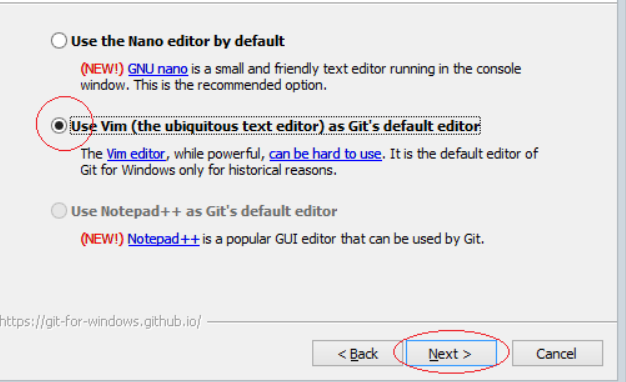 Use the Nano editor by default
(NEW!) GNU nano is a small and friendly text editor running in the console
window. This is the recommended option.
Use Vim (the ubiquitous text editor) as Git's default editor
The Vim editor, while powerful, can be hard to use. It is the default editor of
Git for Windows only for historical reasons.
Use Notepad++ as Git's default editor
(NEW!) Notepad++ is a popular GUI editor that can be used by Git.
https://git-for-windows.github.io/
< Back
Next >
Cancel